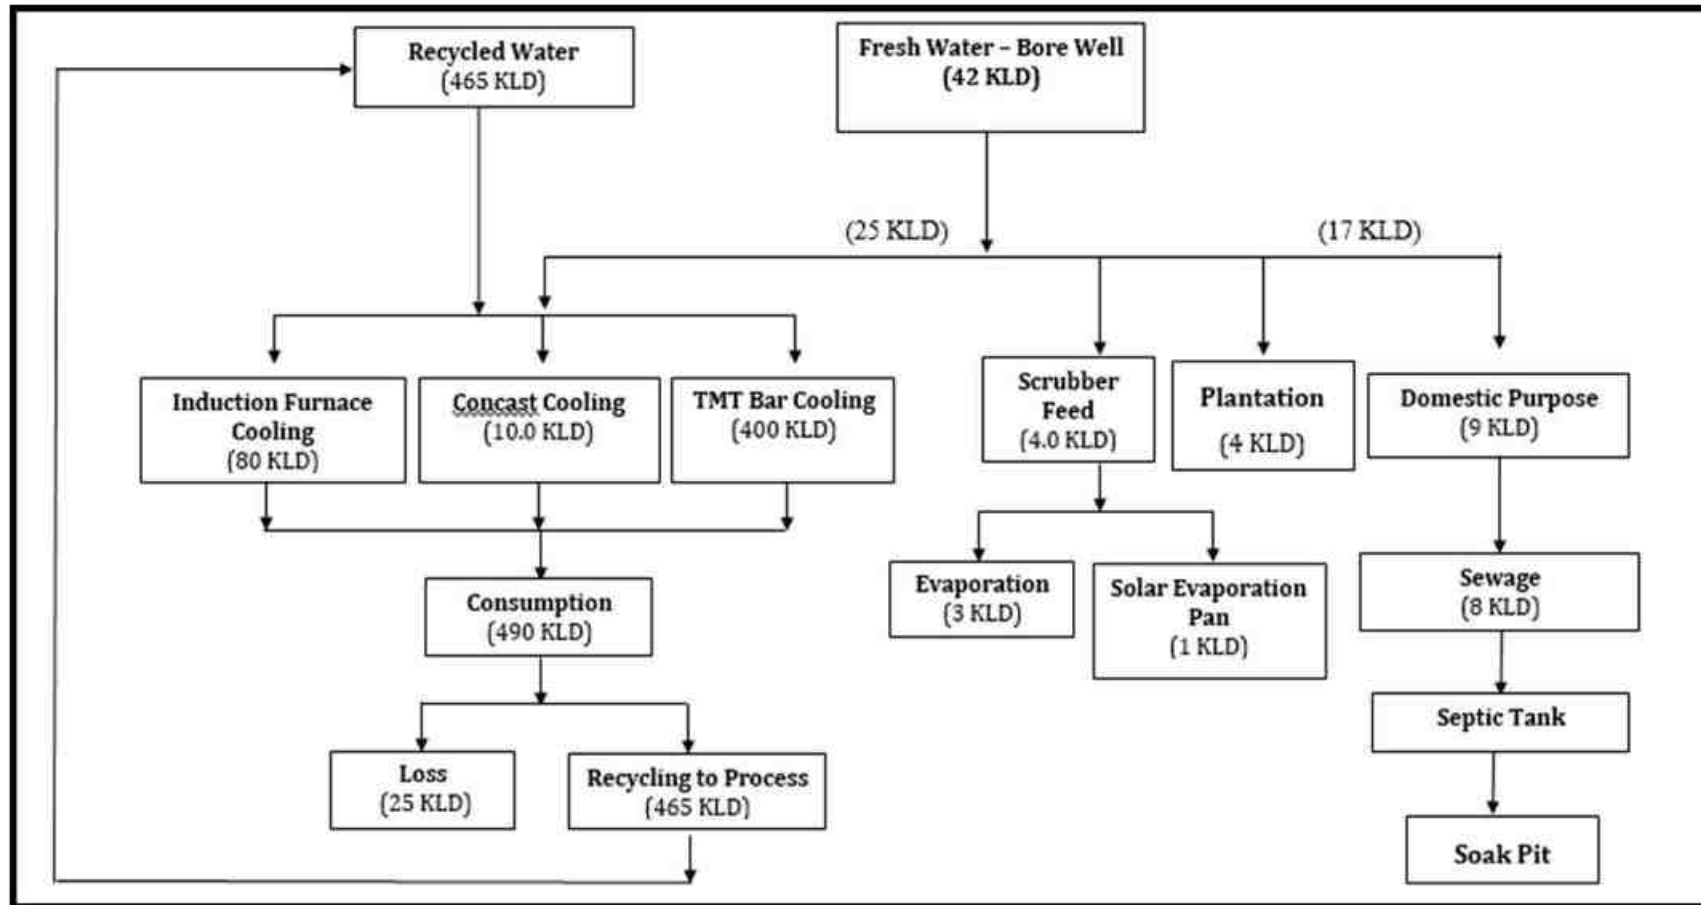 Recycled Water
(465 KLD)
Fresh Water – Bore Well
(42 KLD)
(25 KLD)
(17 KLD)
Induction Furnace
Cooling
(80 KLD)
Concast Cooling
(10.0 KLD)
TMT Bar Cooling
(400 KLD)
Scrubber
Feed
(4.0 KLD)
Plantation
(4 KLD)
Domestic Purpose
(9 KLD)
Consumption
(490 KLD)
Evaporation
(3 KLD)
Solar Evaporation
Pan
(1 KLD)
Sewage
(8 KLD)
Loss
(25 KLD)
Recycling to Process
(465 KLD)
Septic Tank
Soak Pit